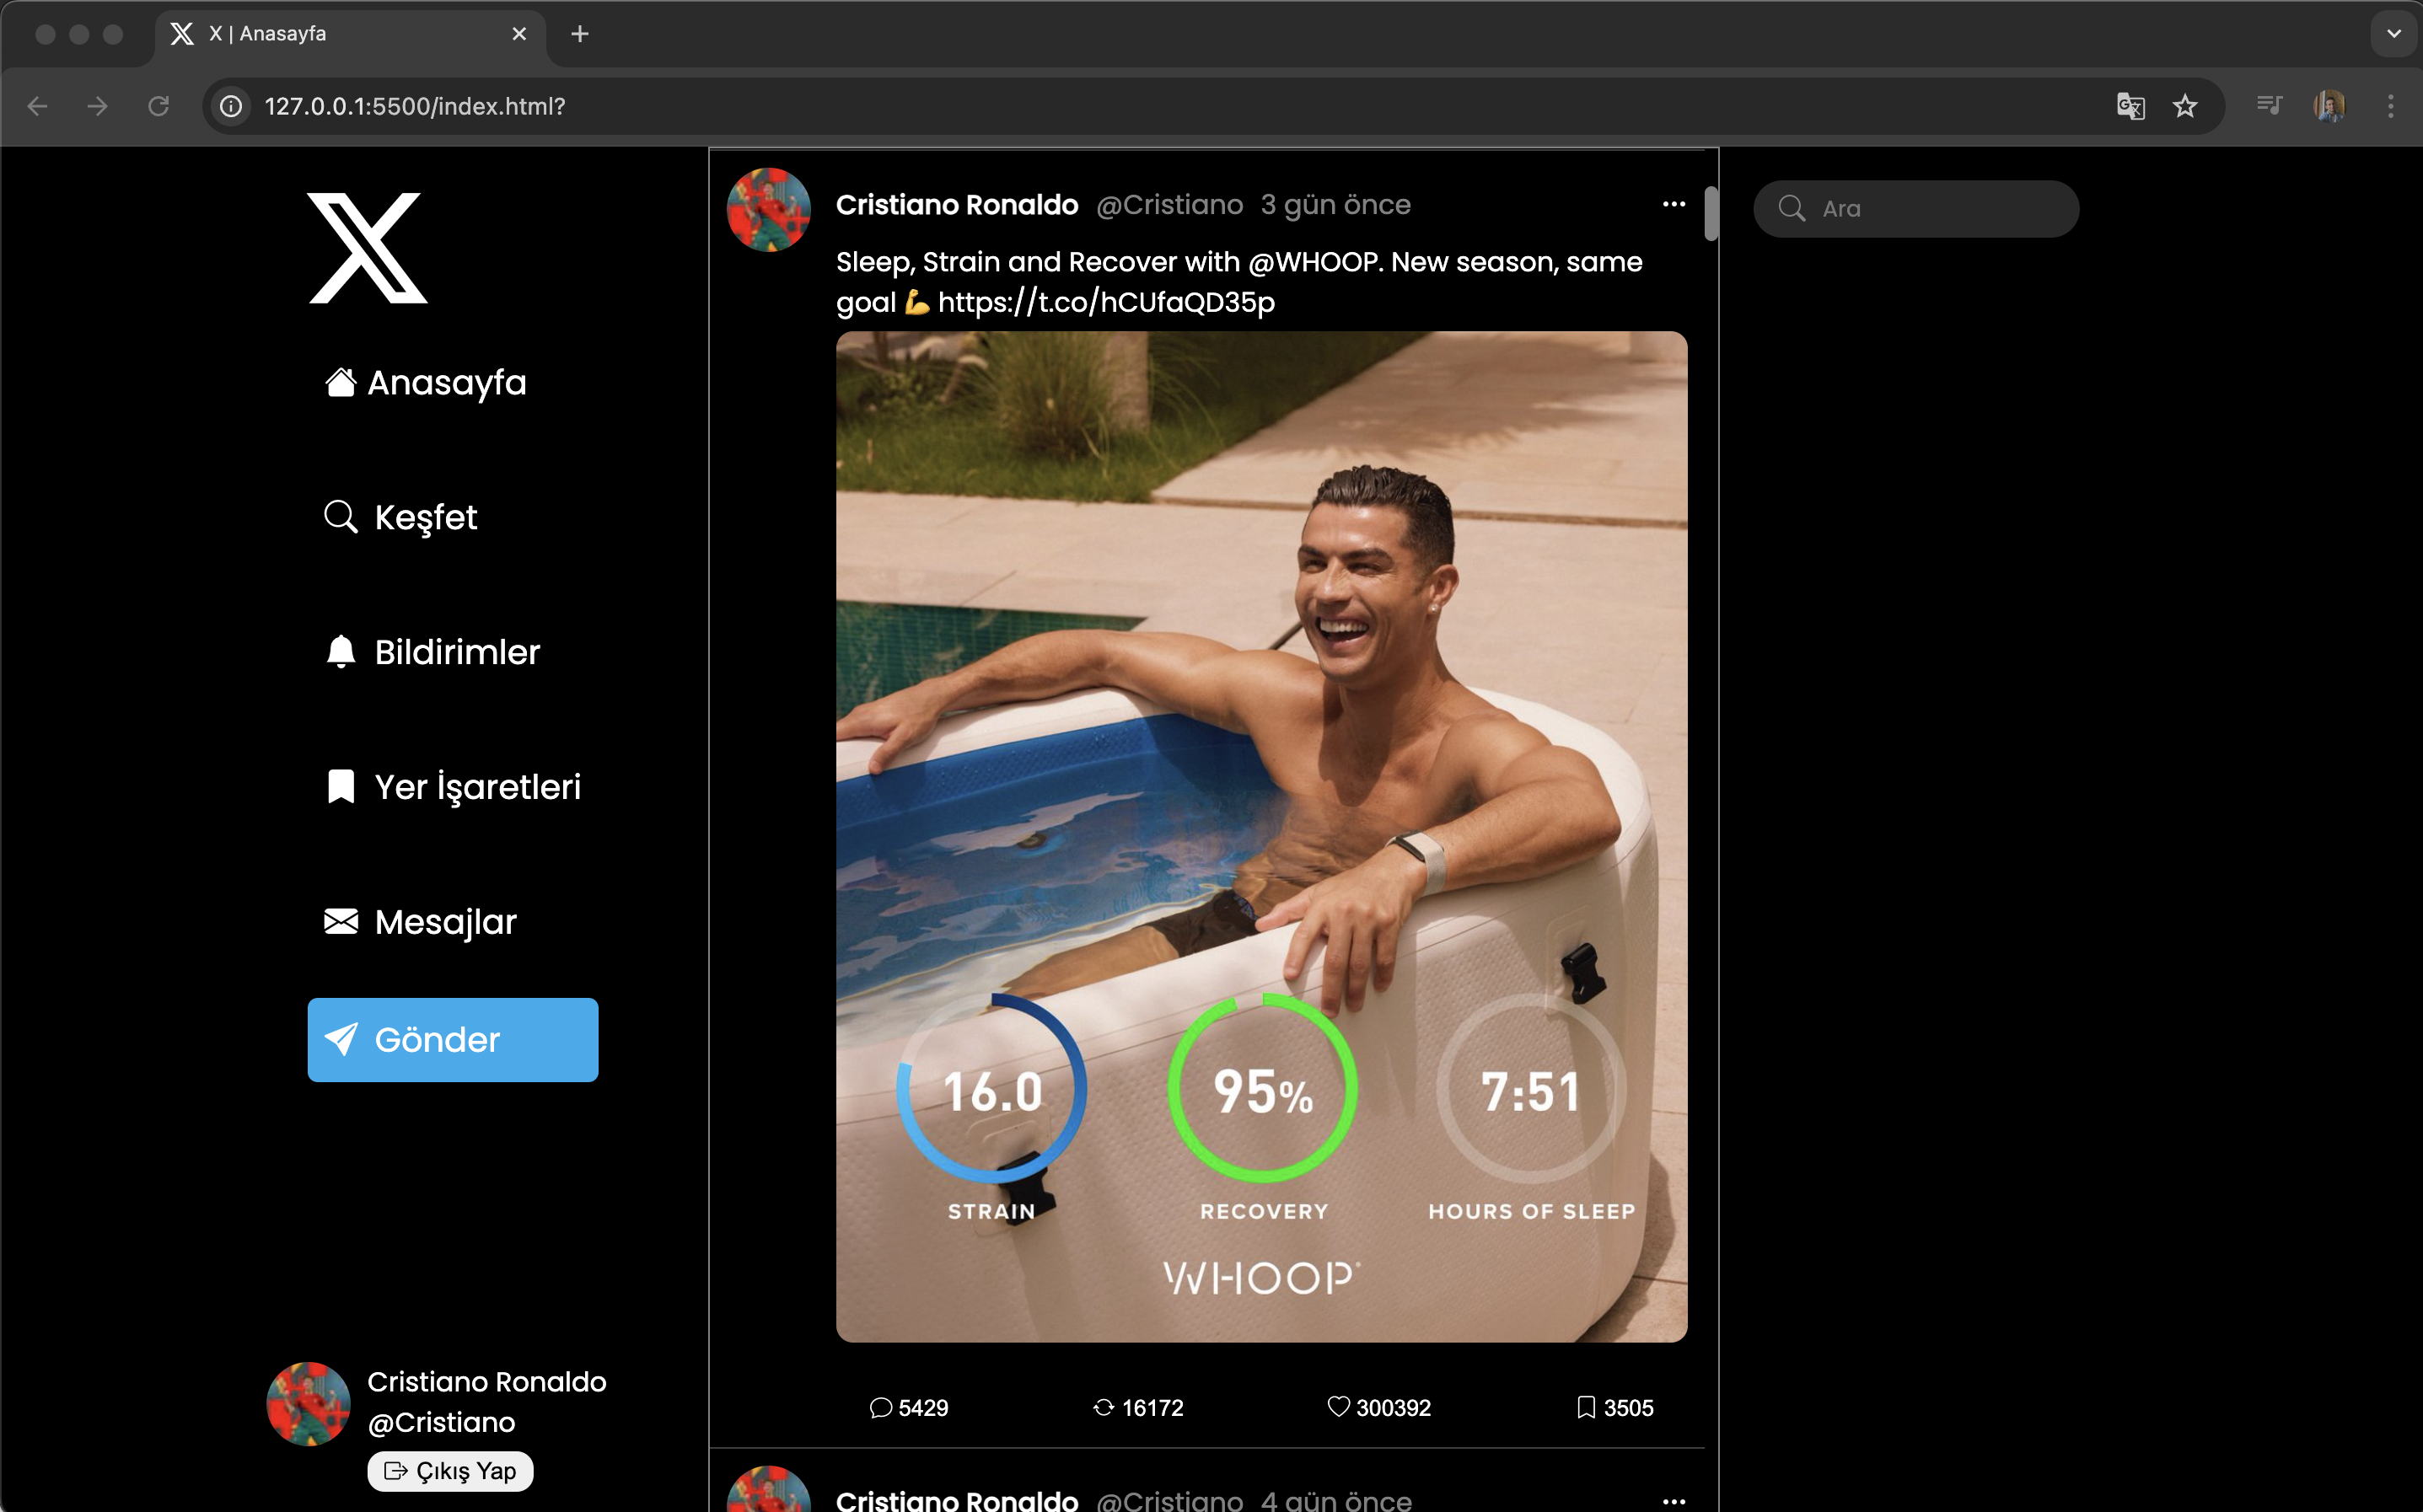 X | Anasayfa
127.0.0.1:5500/index.html?
Anasayfa
Keşfet
Bildirimler
Yer İşaretleri
Mesajlar
Gönder
Cristiano Ronaldo
@Cristiano
Çıkış Yap
Cristiano Ronaldo @Cristiano 3 gün önce
Sleep, Strain and Recover with @WHOOP. New season, same
goal 💪 https://t.co/hCUfaQD35p
16.0 95% 7:51
STRAIN RECOVERY HOURS OF SLEEP
WHOOP
5429 16172 300392 3505
Cristiano Ronaldo @Cristiano 4 gün önce
Ara